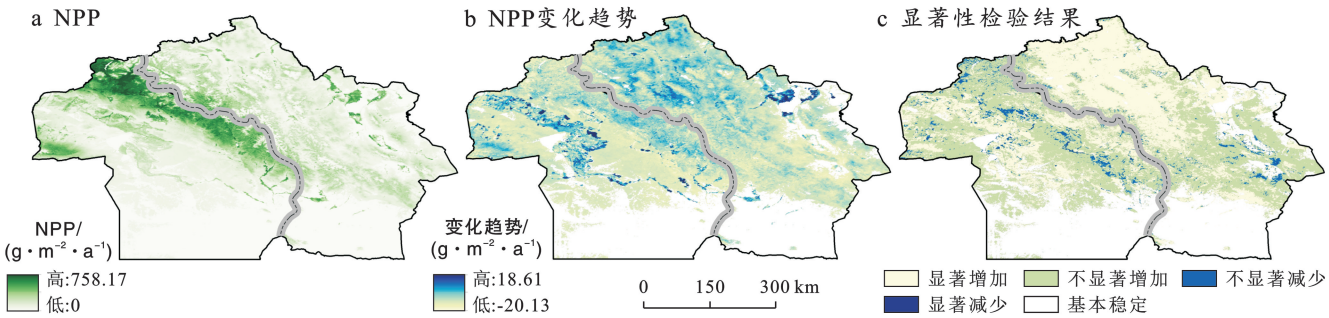 a NPP
b NPP变化趋势
c 显著性检验结果
NPP/
(g·m⁻²·a⁻¹)
高:758.17
低:0
变化趋势/
(g·m⁻²·a⁻¹)
高:18.61
低:-20.13
0 150 300 km
显著增加 不显著增加 不显著减少
显著减少 基本稳定